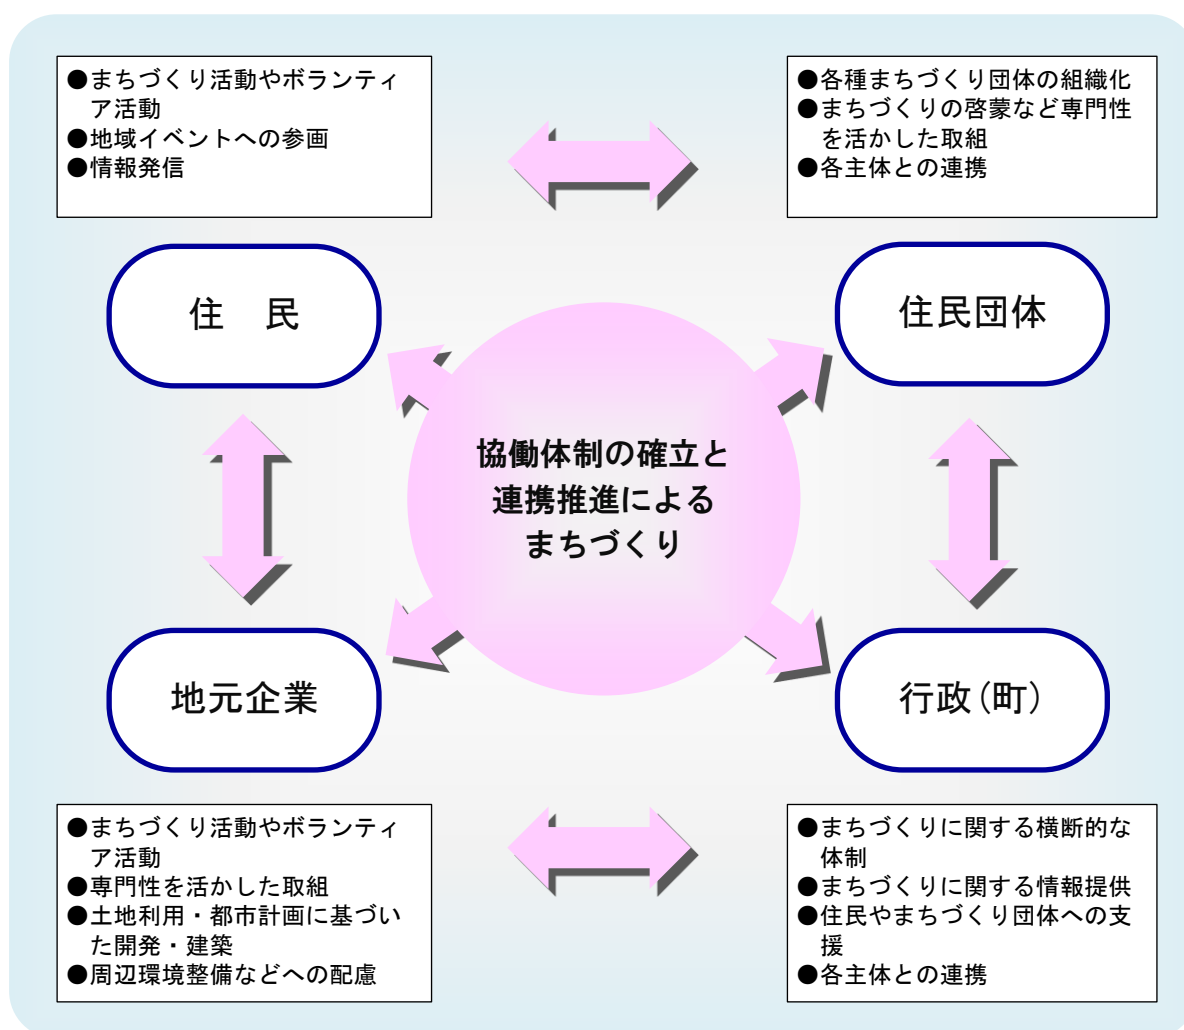 ●まちづくり活動やボランティ
ア活動
●地域イベントへの参画
●情報発信
●各種まちづくり団体の組織化
●まちづくりの啓蒙など専門性
を活かした取組
●各主体との連携
住　民
住民団体
協働体制の確立と
連携推進による
まちづくり
地元企業
行政(町)
●まちづくり活動やボランティ
ア活動
●専門性を活かした取組
●土地利用・都市計画に基づい
た開発・建築
●周辺環境整備などへの配慮
●まちづくりに関する横断的な
体制
●まちづくりに関する情報提供
●住民やまちづくり団体への支
援
●各主体との連携